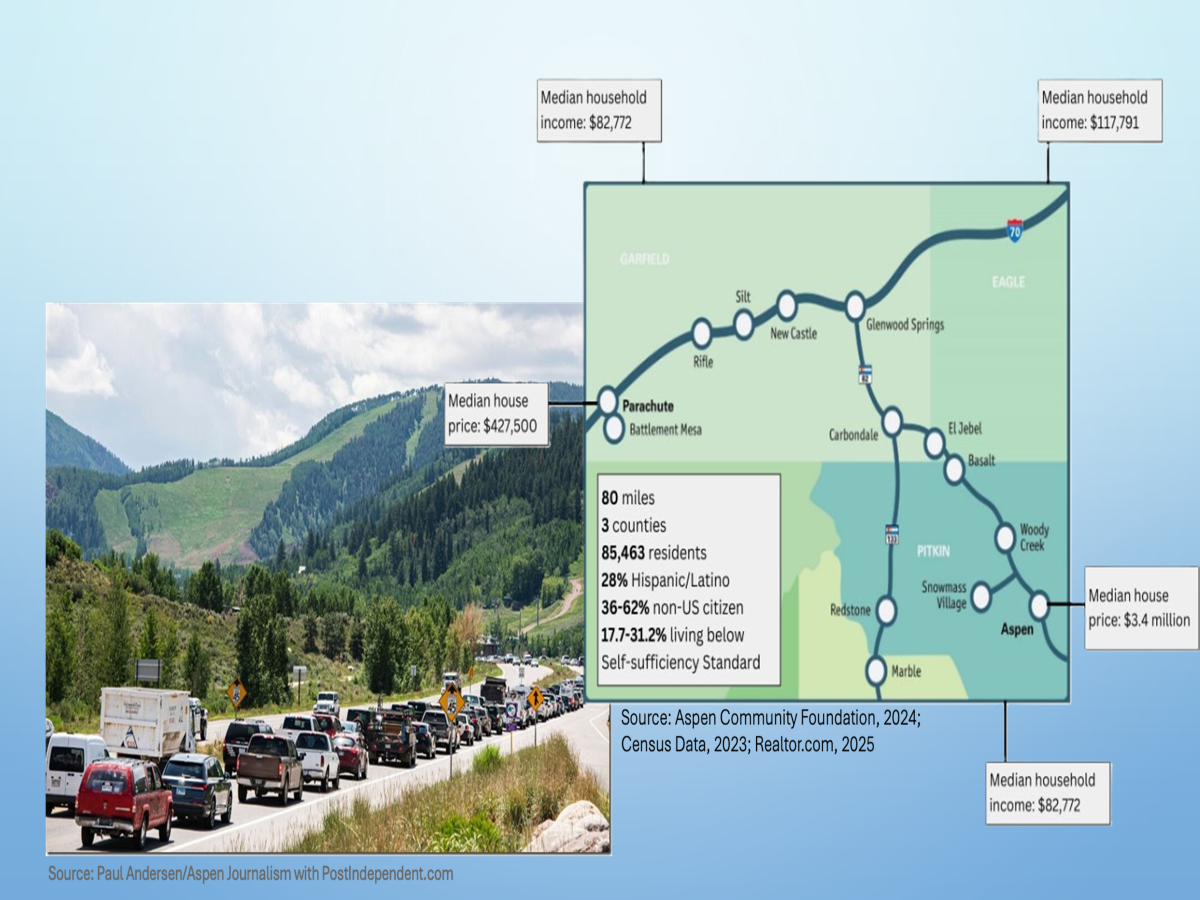 Median household
income: $82,772
Median household
income: $117,791
70
GARFIELD
EAGLE
Silt
New Castle
Glenwood Springs
Rifle
82
Median house
price: $427,500
Parachute
Battlement Mesa
Carbondale
El Jebel
Basalt
80 miles
3 counties
85,463 residents
28% Hispanic/Latino
36-62% non-US citizen
17.7-31.2% living below
Self-sufficiency Standard
133
PITKIN
Woody
Creek
Snowmass
Village
Redstone
Aspen
Marble
Median house
price: $3.4 million
Source: Aspen Community Foundation, 2024;
Census Data, 2023; Realtor.com, 2025
Median household
income: $82,772
Source: Paul Andersen/Aspen Journalism with PostIndependent.com